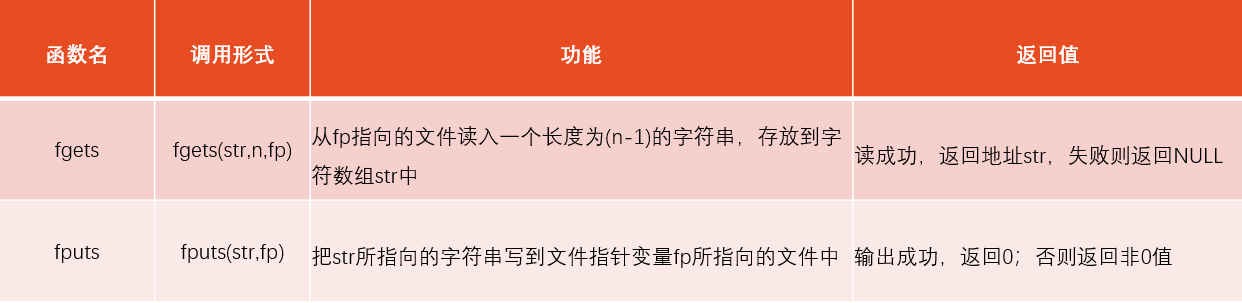 函数名 调用形式 功能 返回值
fgets fgets(str,n,fp) 从fp指向的文件读入一个长度为(n-1)的字符串，存放到字
符数组str中 读成功，返回地址str，失败则返回NULL
fputs fputs(str,fp) 把str所指向的字符串写到文件指针变量fp所指向的文件中 输出成功，返回0；否则返回非0值